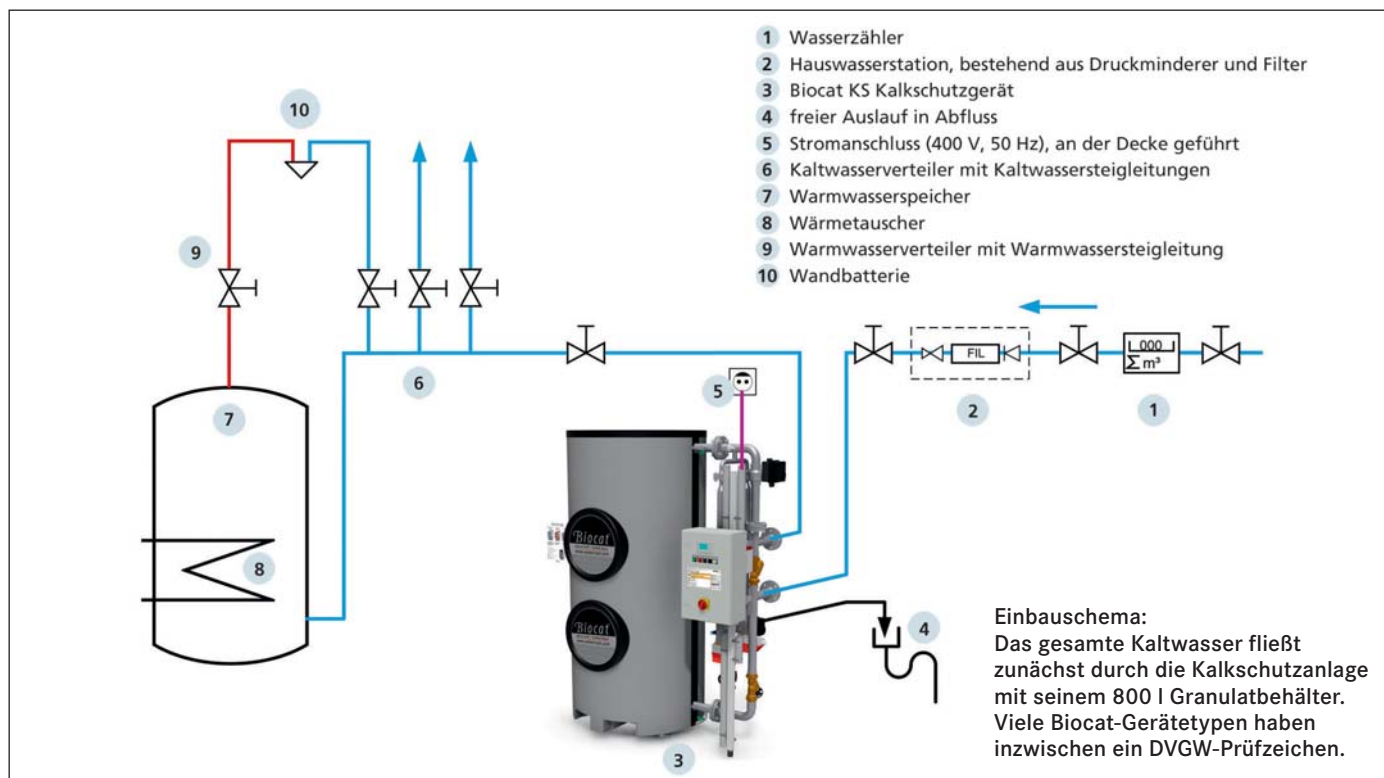 1 Wasserzähler
2 Hauswasserstation, bestehend aus Druckminderer und Filter
3 Biocat KS Kalkschutzgerät
4 freier Auslauf in Abfluss
5 Stromanschluss (400 V, 50 Hz), an der Decke geführt
6 Kaltwasserverteiler mit Kaltwassersteigleitungen
7 Warmwasserspeicher
8 Wärmetauscher
9 Warmwasserverteiler mit Warmwassersteigleitung
10 Wandbatterie
10
9
000
FIL
Σ m³
6
5
7
2
1
Biocat
8
Biocat
4
3
Einbauschema:
Das gesamte Kaltwasser fließt
zunächst durch die Kalkschutzanlage
mit seinem 800 l Granulatbehälter.
Viele Biocat-Gerätetypen haben
inzwischen ein DVGW-Prüfzeichen.